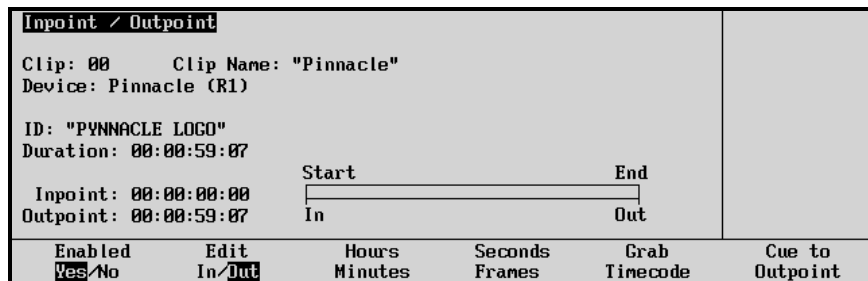 Inpoint / Outpoint
Clip: 00 Clip Name: "Pinnacle"
Device: Pinnacle (R1)
ID: "PYNNACLE LOGO"
Duration: 00:00:59:07
Start End
Inpoint: 00:00:00:00
Outpoint: 00:00:59:07 In Out
Enabled Edit Hours Seconds Grab Cue to
Yes/No In/Out Minutes Frames Timecode Outpoint